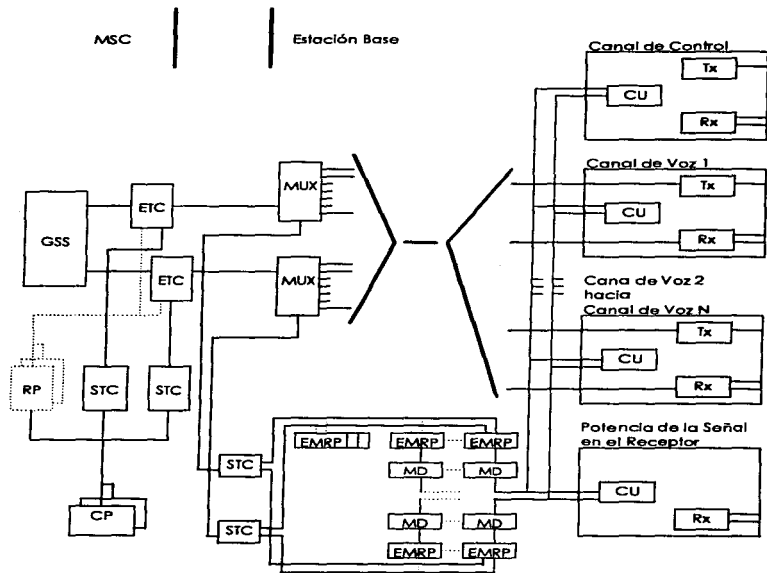 MSC
Estación Base
Canal de Control
Tx
CU
Rx
Canal de Voz 1
Tx
CU
Rx
MUX
ETC
GSS
MUX
ETC
Cana de Voz 2
hacia
Canal de Voz N
Tx
CU
Rx
RP
STC
STC
Potencia de la Señal
en el Receptor
CU
Rx
EMRP
EMRP
EMRP
STC
MD
MD
CP
STC
MD
MD
EMRP
EMRP